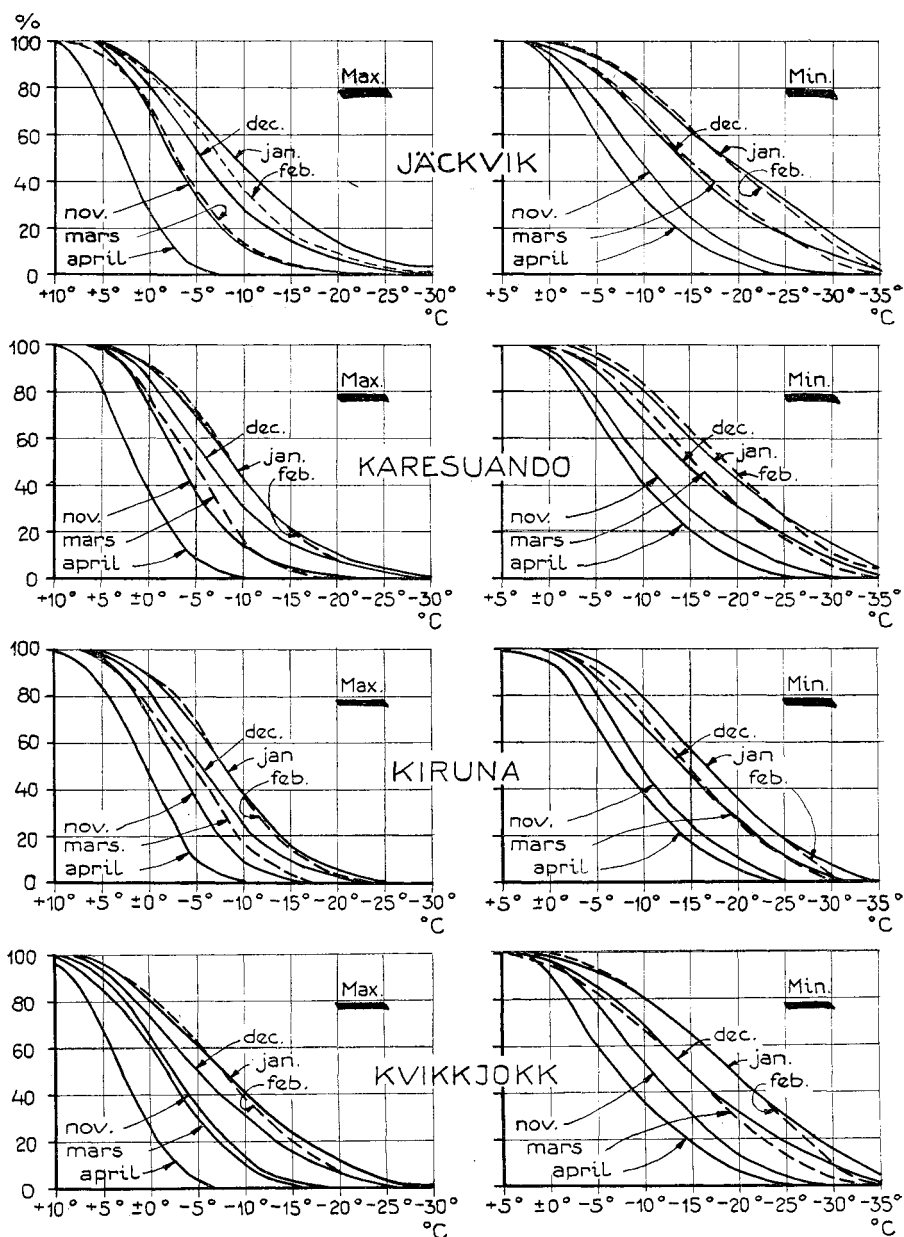 %
100
80
60
40
20
0
Max.
dec.
jan.
feb.
nov.
mars
april
+10° +5° ±0° -5° -10° -15° -20° -25° -30°
°C
JÄCKVIK
Min.
dec.
jan.
feb.
nov.
mars
april
+5° ±0° -5° -10° -15° -20° -25° -30° -35°
°C
100
80
60
40
20
0
Max.
dec.
jan.
feb.
nov.
mars
april
+10° +5° ±0° -5° -10° -15° -20° -25° -30°
°C
KARESUANDO
Min.
dec.
jan.
feb.
nov.
mars
april
+5° ±0° -5° -10° -15° -20° -25° -30° -35°
°C
100
80
60
40
20
0
Max.
dec.
jan
feb.
nov.
mars.
april
+10° +5° ±0° -5° -10° -15° -20° -25° -30°
°C
KIRUNA
Min.
dec.
jan
feb.
nov.
mars
april
+5° ±0° -5° -10° -15° -20° -25° -30° -35°
°C
100
80
60
40
20
0
Max.
dec.
jan.
feb.
nov.
mars
april
+10° +5° ±0° -5° -10° -15° -20° -25° -30°
°C
KVIKKJOKK
Min.
dec.
jan.
feb.
nov.
mars
april
+5° ±0° -5° -10° -15° -20° -25° -30° -35°
°C